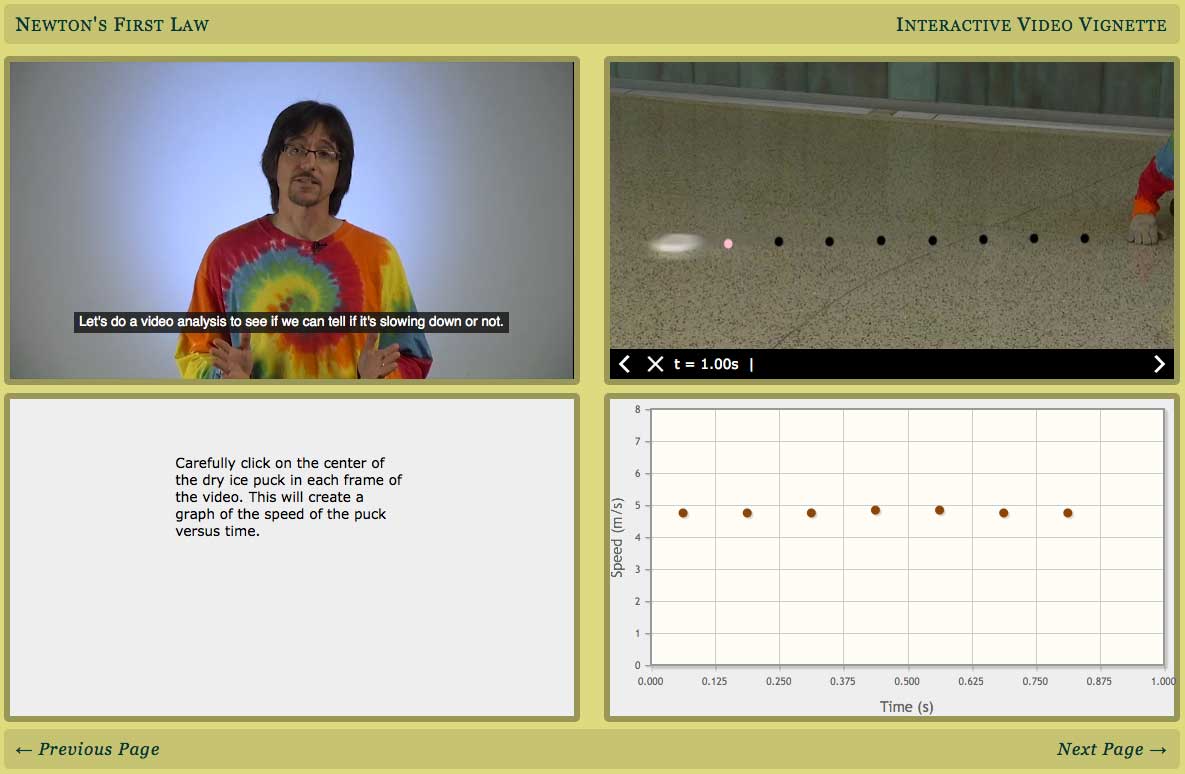 Newton's First Law
Interactive Video Vignette
Let's do a video analysis to see if we can tell if it's slowing down or not.
t = 1.00s |
Carefully click on the center of
the dry ice puck in each frame of
the video. This will create a
graph of the speed of the puck
versus time.
8
7
6
5
4
3
2
1
0
Speed (m/s)
0.000 0.125 0.250 0.375 0.500 0.625 0.750 0.875 1.000
Time (s)
← Previous Page
Next Page →